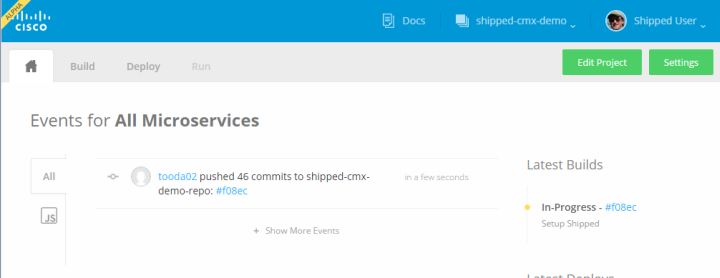 ALPHA
CISCO
Docs
shipped-cmx-demo
Shipped User
Build
Deploy
Run
Edit Project
Settings
Events for All Microservices
All
JS
tooda02 pushed 46 commits to shipped-cmx-
demo-repo: #f08ec
in a few seconds
+ Show More Events
Latest Builds
In-Progress - #f08ec
Setup Shipped
Latest Deploys